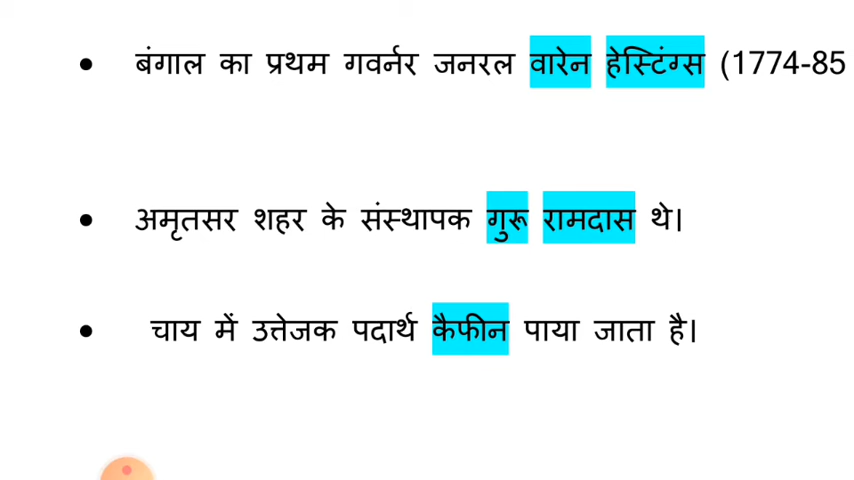 • बंगाल का प्रथम गवर्नर जनरल वारेन हेस्टिंग्स (1774-85
• अमृतसर शहर के संस्थापक गुरू रामदास थे।
• चाय में उत्तेजक पदार्थ कैफीन पाया जाता है।